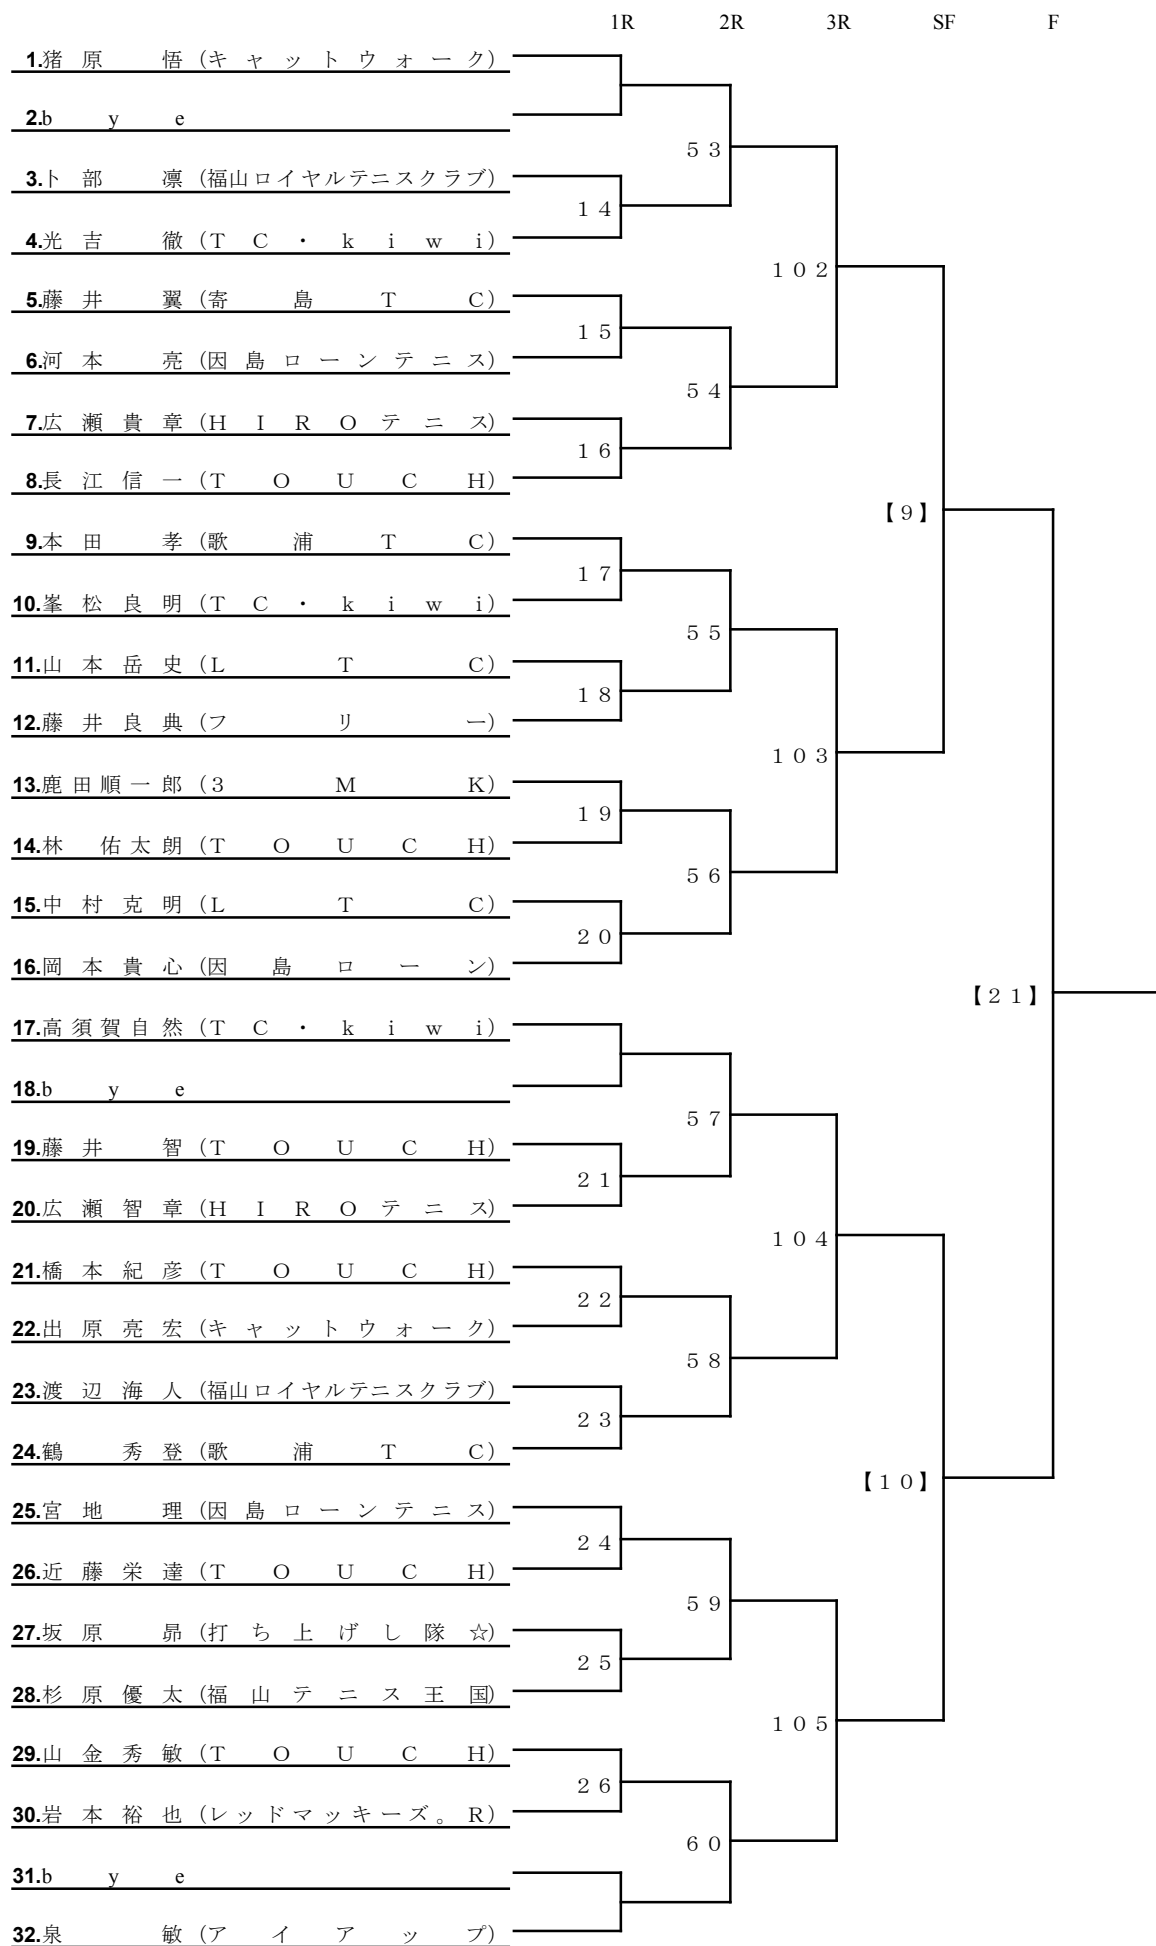 1R 2R 3R SF F
1.猪原 悟(キャットウォーク)
2.bye
53
3.卜部 凛(福山ロイヤルテニスクラブ)
14
4.光吉 徹(TC・kiwi)
102
5.藤井 翼(寄島TC)
15
6.河本 亮(因島ローンテニス)
54
7.広瀬貴章(HIROテニス)
16
8.長江信一(TOUCH)
【9】
9.本田 孝(歌浦TC)
17
10.峯松良明(TC・kiwi)
55
11.山本岳史(LTC)
18
12.藤井良典(フリー)
103
13.鹿田順一郎(3MK)
19
14.林 佑太朗(TOUCH)
56
15.中村克明(LTC)
20
16.岡本貴心(因島ローン)
【21】
17.高須賀自然(TC・kiwi)
18.bye
57
19.藤井 智(TOUCH)
21
20.広瀬智章(HIROテニス)
104
21.橋本紀彦(TOUCH)
22
22.出原亮宏(キャットウォーク)
58
23.渡辺海人(福山ロイヤルテニスクラブ)
23
24.鶴 秀登(歌浦TC)
【10】
25.宮地 理(因島ローンテニス)
24
26.近藤栄達(TOUCH)
59
27.坂原 昴(打ち上げし隊☆)
25
28.杉原優太(福山テニス王国)
105
29.山金秀敏(TOUCH)
26
30.岩本裕也(レッドマッキーズ。R)
60
31.bye
32.泉 敏(アイアップ)